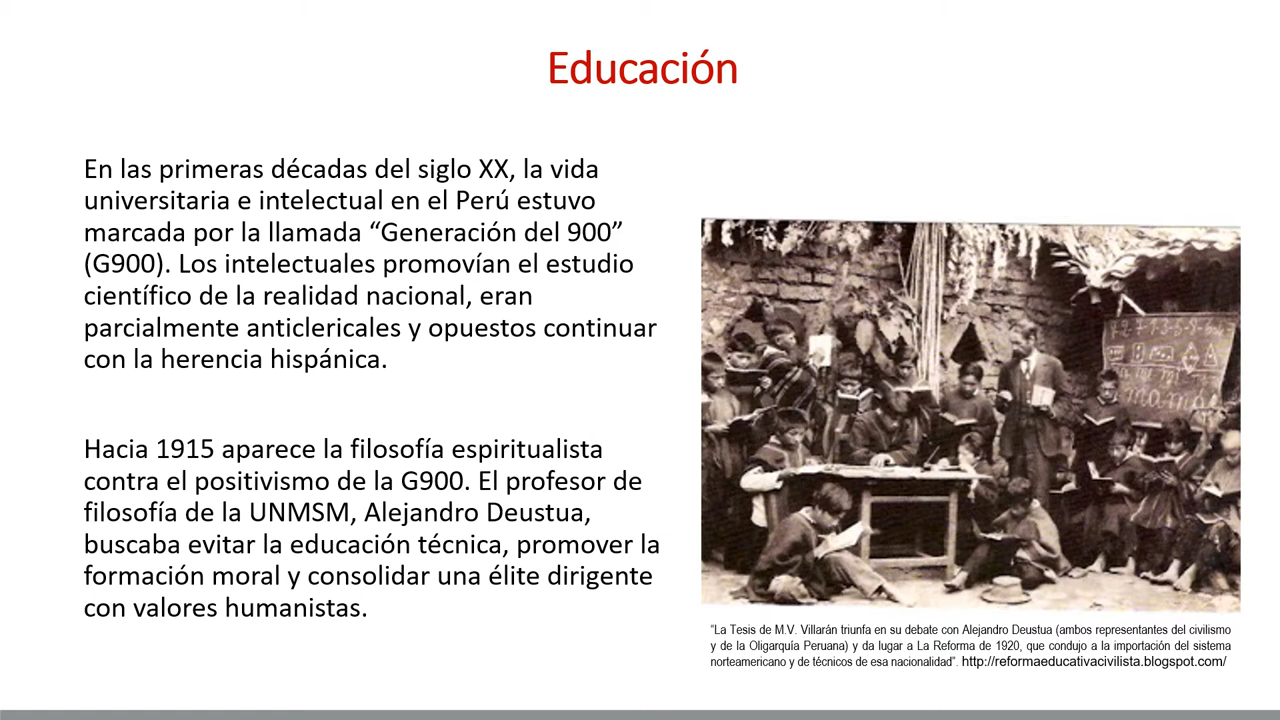 Educación
En las primeras décadas del siglo XX, la vida
universitaria e intelectual en el Perú estuvo
marcada por la llamada “Generación del 900”
(G900). Los intelectuales promovían el estudio
científico de la realidad nacional, eran
parcialmente anticlericales y opuestos continuar
con la herencia hispánica.
Hacia 1915 aparece la filosofía espiritualista
contra el positivismo de la G900. El profesor de
filosofía de la UNMSM, Alejandro Deustua,
buscaba evitar la educación técnica, promover la
formación moral y consolidar una élite dirigente
con valores humanistas.
mamá
“La Tesis de M.V. Villarán triunfa en su debate con Alejandro Deustua (ambos representantes del civilismo
y de la Oligarquía Peruana) y da lugar a La Reforma de 1920, que condujo a la importación del sistema
norteamericano y de técnicos de esa nacionalidad”. http://reformaeducativacivilista.blogspot.com/